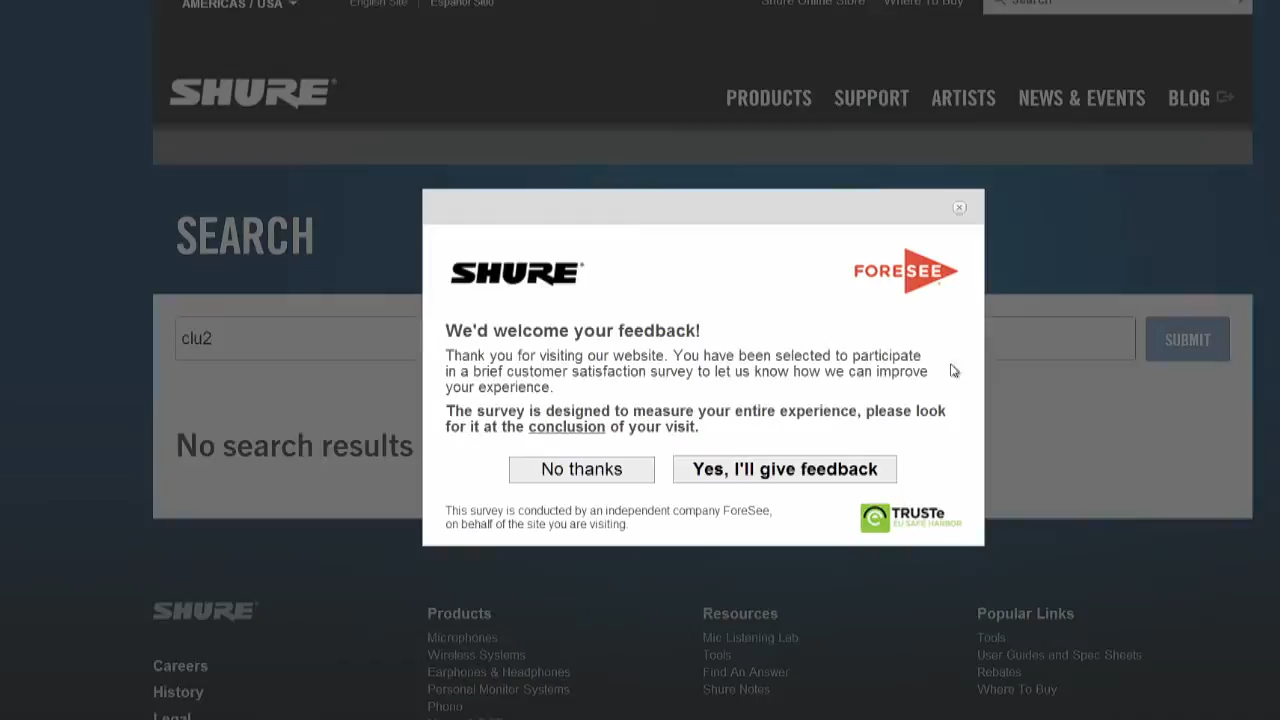 AMERICAS / USA
English Site | Español Sitio
Shure Online Store Where To Buy
Search
SHURE
PRODUCTS SUPPORT ARTISTS NEWS & EVENTS BLOG
SEARCH
clu2
SUBMIT
No search results
SHURE
FORESEE
We'd welcome your feedback!
Thank you for visiting our website. You have been selected to participate
in a brief customer satisfaction survey to let us know how we can improve
your experience.
The survey is designed to measure your entire experience, please look
for it at the conclusion of your visit.
No thanks
Yes, I'll give feedback
This survey is conducted by an independent company ForeSee,
on behalf of the site you are visiting.
TRUSTe
EU SAFE HARBOR
SHURE
Careers
History
Legal
Products
Microphones
Wireless Systems
Earphones & Headphones
Personal Monitor Systems
Phono
Resources
Mic Listening Lab
Tools
Find An Answer
Shure Notes
Popular Links
Tools
User Guides and Spec Sheets
Rebates
Where To Buy